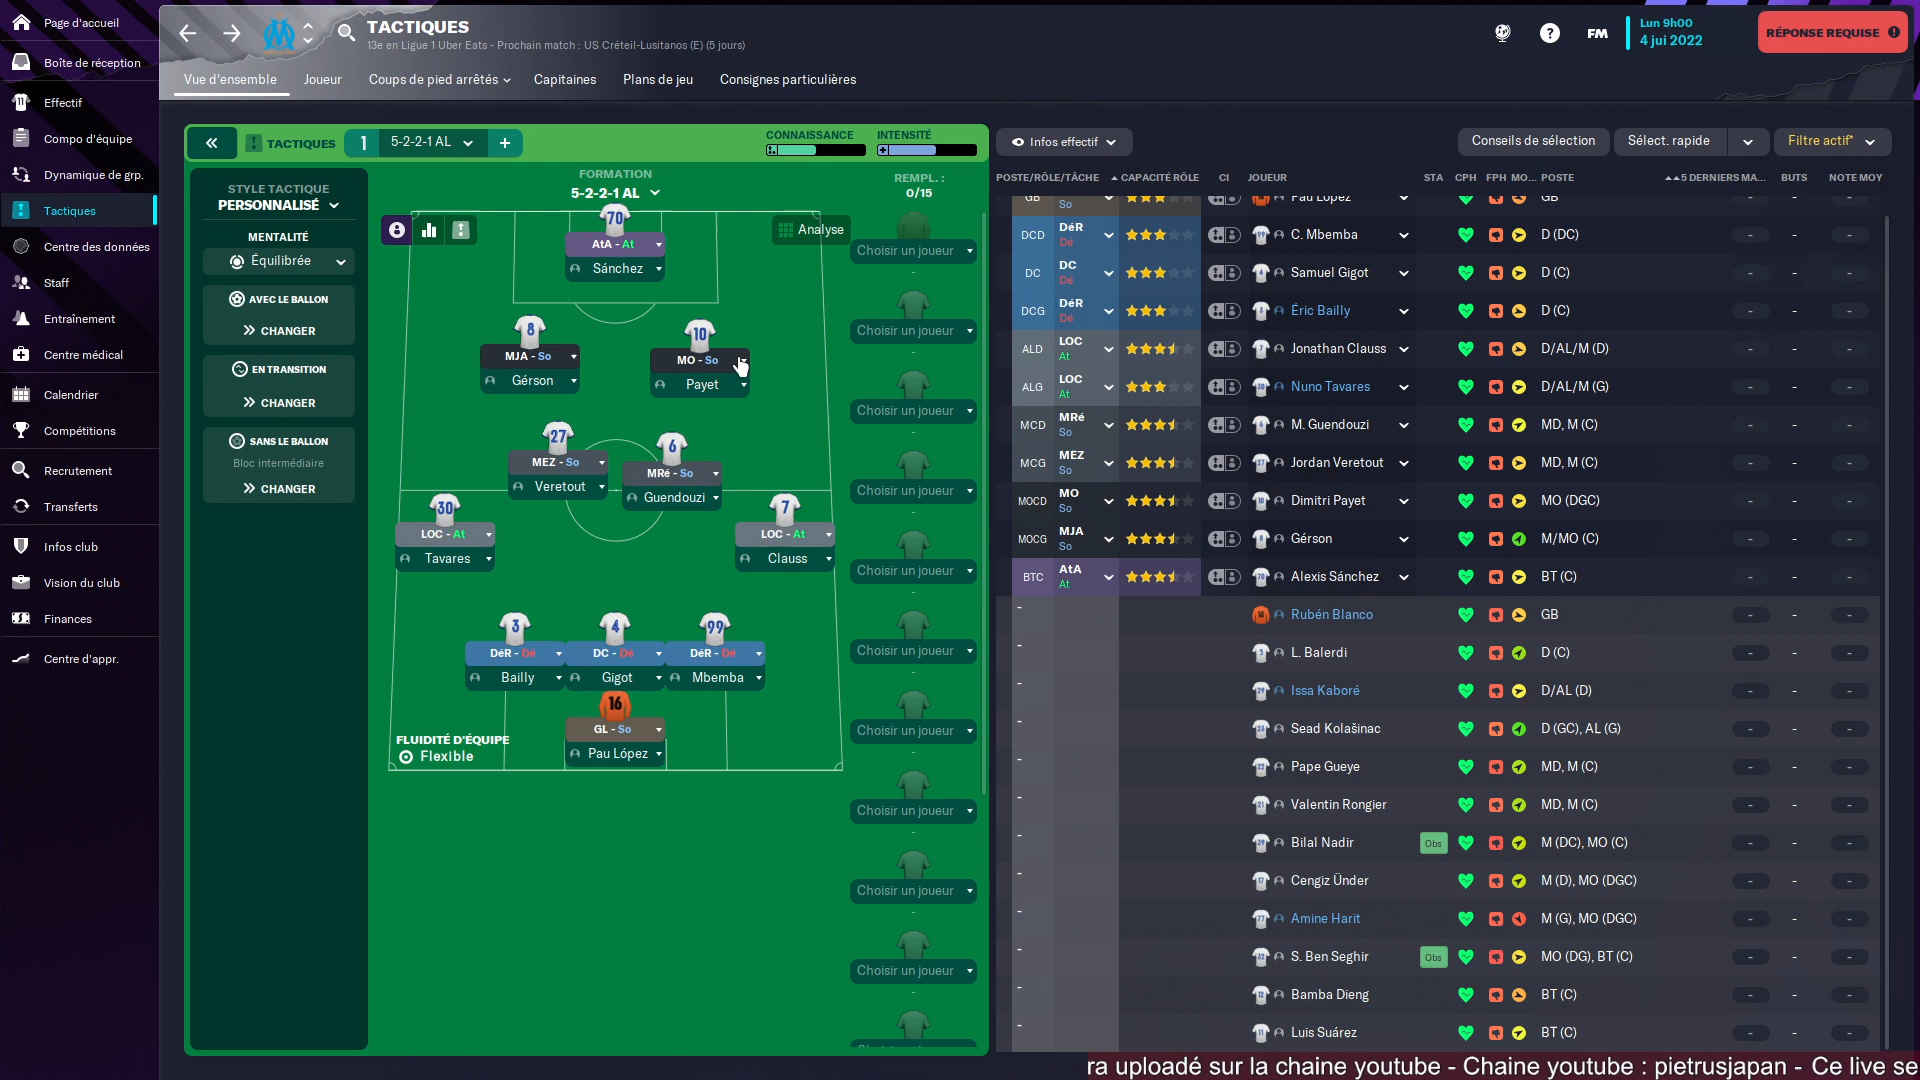 Page d'accueil
Boîte de réception
Effectif
Compo d'équipe
Dynamique de grp.
Tactiques
Centre des données
Staff
Entraînement
Centre médical
Calendrier
Compétitions
Recrutement
Transferts
Infos club
Vision du club
Finances
Centre d'appr.
TACTIQUES
13e en Ligue 1 Uber Eats - Prochain match : US Créteil-Lusitanos (E) (5 jours)
FM
Lun 9h00
4 jui 2022
RÉPONSE REQUISE
Vue d'ensemble Joueur Coups de pied arrêtés Capitaines Plans de jeu Consignes particulières
TACTIQUES 1 5-2-2-1 AL +
CONNAISSANCE INTENSITÉ
STYLE TACTIQUE
PERSONNALISÉ
MENTALITÉ
Équilibrée
AVEC LE BALLON
CHANGER
EN TRANSITION
CHANGER
SANS LE BALLON
Bloc intermédiaire
CHANGER
FORMATION
5-2-2-1 AL
Analyse
70
AtA - At
Sánchez
8
MJA - So
Gérson
10
MO - So
Payet
27
MEZ - So
Veretout
6
MRé - So
Guendouzi
30
LOC - At
Tavares
7
LOC - At
Clauss
3
DéR - Dé
Bailly
4
DC - Dé
Gigot
99
DéR - Dé
Mbemba
16
GL - So
Pau López
FLUIDITÉ D'ÉQUIPE
Flexible
REMPL. :
0/15
Choisir un joueur
Choisir un joueur
Choisir un joueur
Choisir un joueur
Choisir un joueur
Choisir un joueur
Choisir un joueur
Choisir un joueur
Choisir un joueur
Choisir un joueur
Infos effectif
Conseils de sélection Sélect. rapide Filtre actif*
POSTE/RÔLE/TÂCHE CAPACITÉ RÔLE CI JOUEUR STA CPH FPH MO... POSTE 5 DERNIERS MA... BUTS NOTE MOY
GB So Pau López GB
DCD DéR Dé C. Mbemba D (DC) - - -
DC DC Dé Samuel Gigot D (C) - - -
DCG DéR Dé Éric Bailly D (C) - - -
ALD LOC At Jonathan Clauss D/AL/M (D) - - -
ALG LOC At Nuno Tavares D/AL/M (G) - - -
MCD MRé So M. Guendouzi MD, M (C) - - -
MCG MEZ So Jordan Veretout MD, M (C) - - -
MOCD MO So Dimitri Payet MO (DGC) - - -
MOCG MJA So Gérson M/MO (C) - - -
BTC AtA At Alexis Sánchez BT (C) - - -
- Rubén Blanco GB - - -
- L. Balerdi D (C) - - -
- Issa Kaboré D/AL (D) - - -
- Sead Kolašinac D (GC), AL (G) - - -
- Pape Gueye MD, M (C) - - -
- Valentin Rongier MD, M (C) - - -
- Bilal Nadir Obs M (DC), MO (C) - - -
- Cengiz Ünder M (D), MO (DGC) - - -
- Amine Harit M (G), MO (DGC) - - -
- S. Ben Seghir Obs MO (DG), BT (C) - - -
- Bamba Dieng BT (C) - - -
- Luis Suárez BT (C) - - -
ra uploadé sur la chaine youtube - Chaine youtube : pietrusjapan - Ce live se